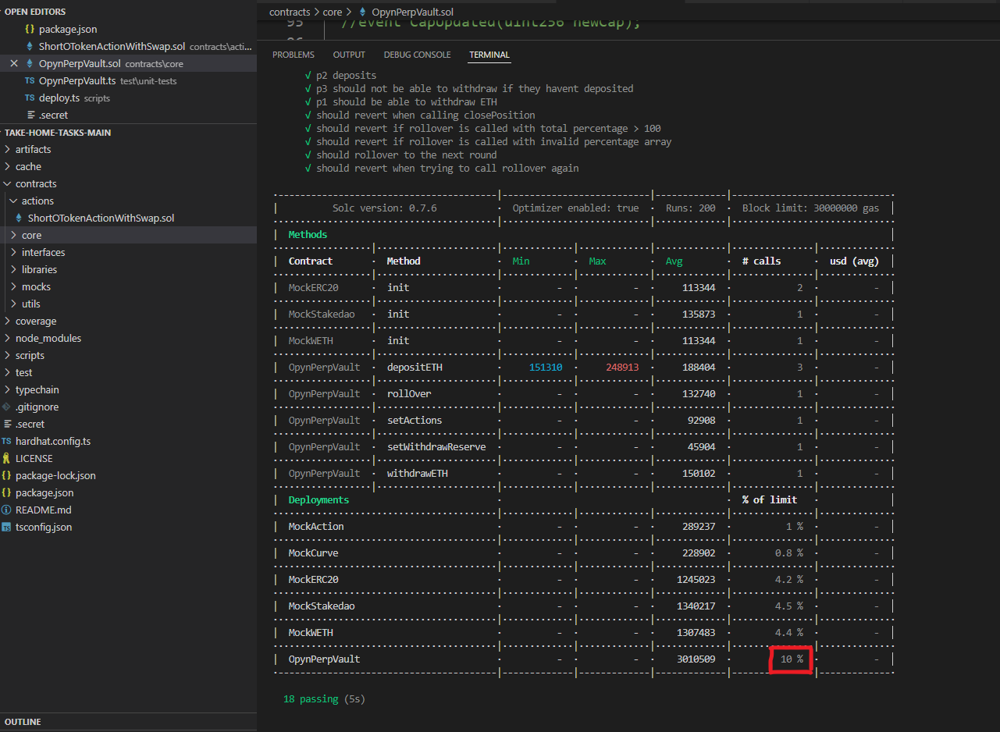 OPEN EDITORS
{} package.json
ShortOTokenActionWithSwap.sol contracts\acti...
× OpynPerpVault.sol contracts\core
TS OpynPerpVault.ts test\unit-tests
TS deploy.ts scripts
.secret
TAKE-HOME-TASKS-MAIN
> artifacts
> cache
contracts
actions
ShortOTokenActionWithSwap.sol
> core
> interfaces
> libraries
> mocks
> utils
> coverage
> node_modules
> scripts
> test
> typechain
.gitignore
.secret
TS hardhat.config.ts
LICENSE
{} package-lock.json
{} package.json
README.md
TS tsconfig.json
OUTLINE
contracts > core > OpynPerpVault.sol
95 //event CapUpdated(uint256 newCap);
PROBLEMS OUTPUT DEBUG CONSOLE TERMINAL
√ p2 deposits
√ p3 should not be able to withdraw if they havent deposited
√ p1 should be able to withdraw ETH
√ should revert when calling closePosition
√ should revert if rollover is called with total percentage > 100
√ should revert if rollover is called with invalid percentage array
√ should rollover to the next round
√ should revert when trying to call rollover again
Solc version: 0.7.6 · Optimizer enabled: true · Runs: 200 · Block limit: 30000000 gas
Methods
Contract · Method · Min · Max · Avg · # calls · usd (avg)
MockERC20 · init · - · - · 113344 · 2 · -
MockStakedao · init · - · - · 135873 · 1 · -
MockWETH · init · - · - · 113344 · 1 · -
OpynPerpVault · depositETH · 151310 · 248913 · 188404 · 3 · -
OpynPerpVault · rollOver · - · - · 132740 · 1 · -
OpynPerpVault · setActions · - · - · 92908 · 1 · -
OpynPerpVault · setWithdrawReserve · - · - · 45904 · 1 · -
OpynPerpVault · withdrawETH · - · - · 150102 · 1 · -
Deployments · · % of limit ·
MockAction · - · - · 289237 · 1 % · -
MockCurve · - · - · 228902 · 0.8 % · -
MockERC20 · - · - · 1245023 · 4.2 % · -
MockStakedao · - · - · 1340217 · 4.5 % · -
MockWETH · - · - · 1307483 · 4.4 % · -
OpynPerpVault · - · - · 3010509 · 10 % · -
18 passing (5s)